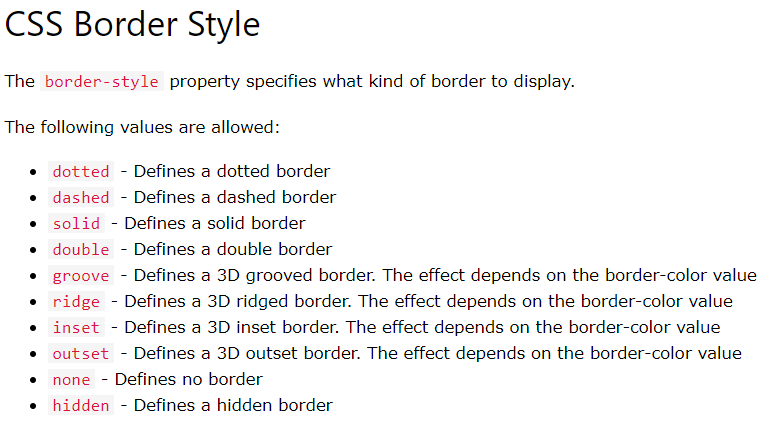 CSS Border Style
The border-style property specifies what kind of border to display.
The following values are allowed:
• dotted - Defines a dotted border
• dashed - Defines a dashed border
• solid - Defines a solid border
• double - Defines a double border
• groove - Defines a 3D grooved border. The effect depends on the border-color value
• ridge - Defines a 3D ridged border. The effect depends on the border-color value
• inset - Defines a 3D inset border. The effect depends on the border-color value
• outset - Defines a 3D outset border. The effect depends on the border-color value
• none - Defines no border
• hidden - Defines a hidden border